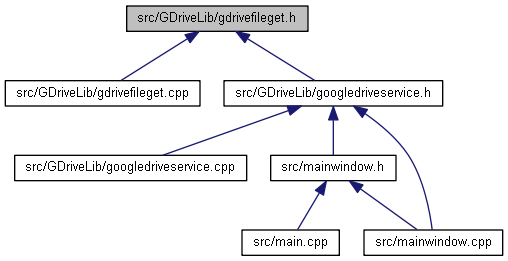 src/GDriveLib/gdrivefileget.h
src/GDriveLib/gdrivefileget.cpp
src/GDriveLib/googledriveservice.h
src/GDriveLib/googledriveservice.cpp
src/mainwindow.h
src/main.cpp
src/mainwindow.cpp